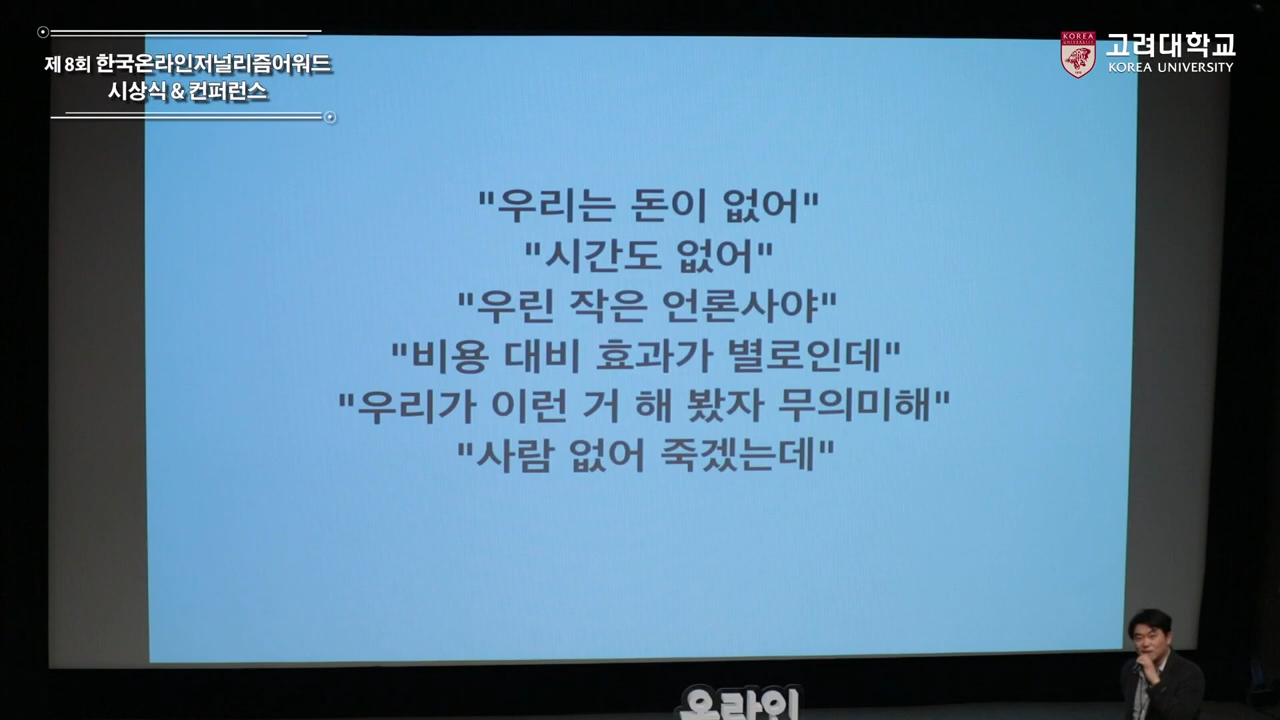 제 8회 한국온라인저널리즘어워드
시상식 & 컨퍼런스
KOREA
UNIVERSITY
고려대학교
KOREA UNIVERSITY
"우리는 돈이 없어"
"시간도 없어"
"우린 작은 언론사야"
"비용 대비 효과가 별로인데"
"우리가 이런 거 해 봤자 무의미해"
"사람 없어 죽겠는데"
온라인